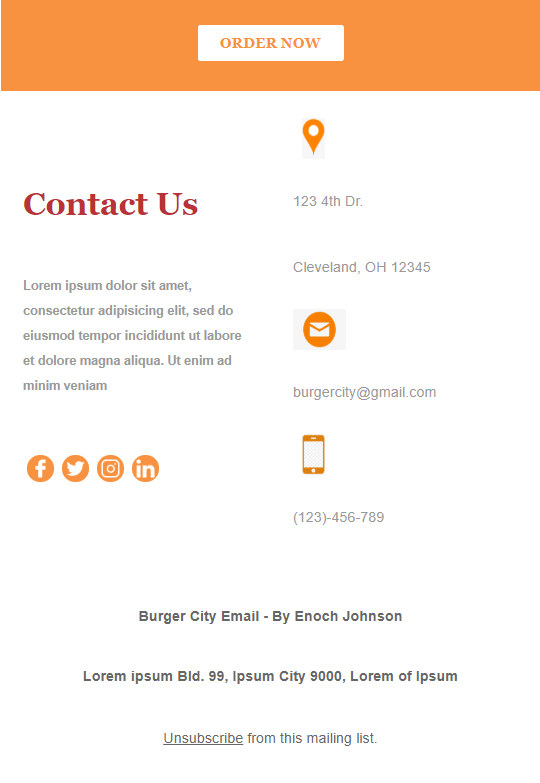 ORDER NOW
Contact Us
Lorem ipsum dolor sit amet,
consectetur adipisicing elit, sed do
eiusmod tempor incididunt ut labore
et dolore magna aliqua. Ut enim ad
minim veniam
123 4th Dr.
Cleveland, OH 12345
burgercity@gmail.com
(123)-456-789
Burger City Email - By Enoch Johnson
Lorem ipsum Bld. 99, Ipsum City 9000, Lorem of Ipsum
Unsubscribe from this mailing list.